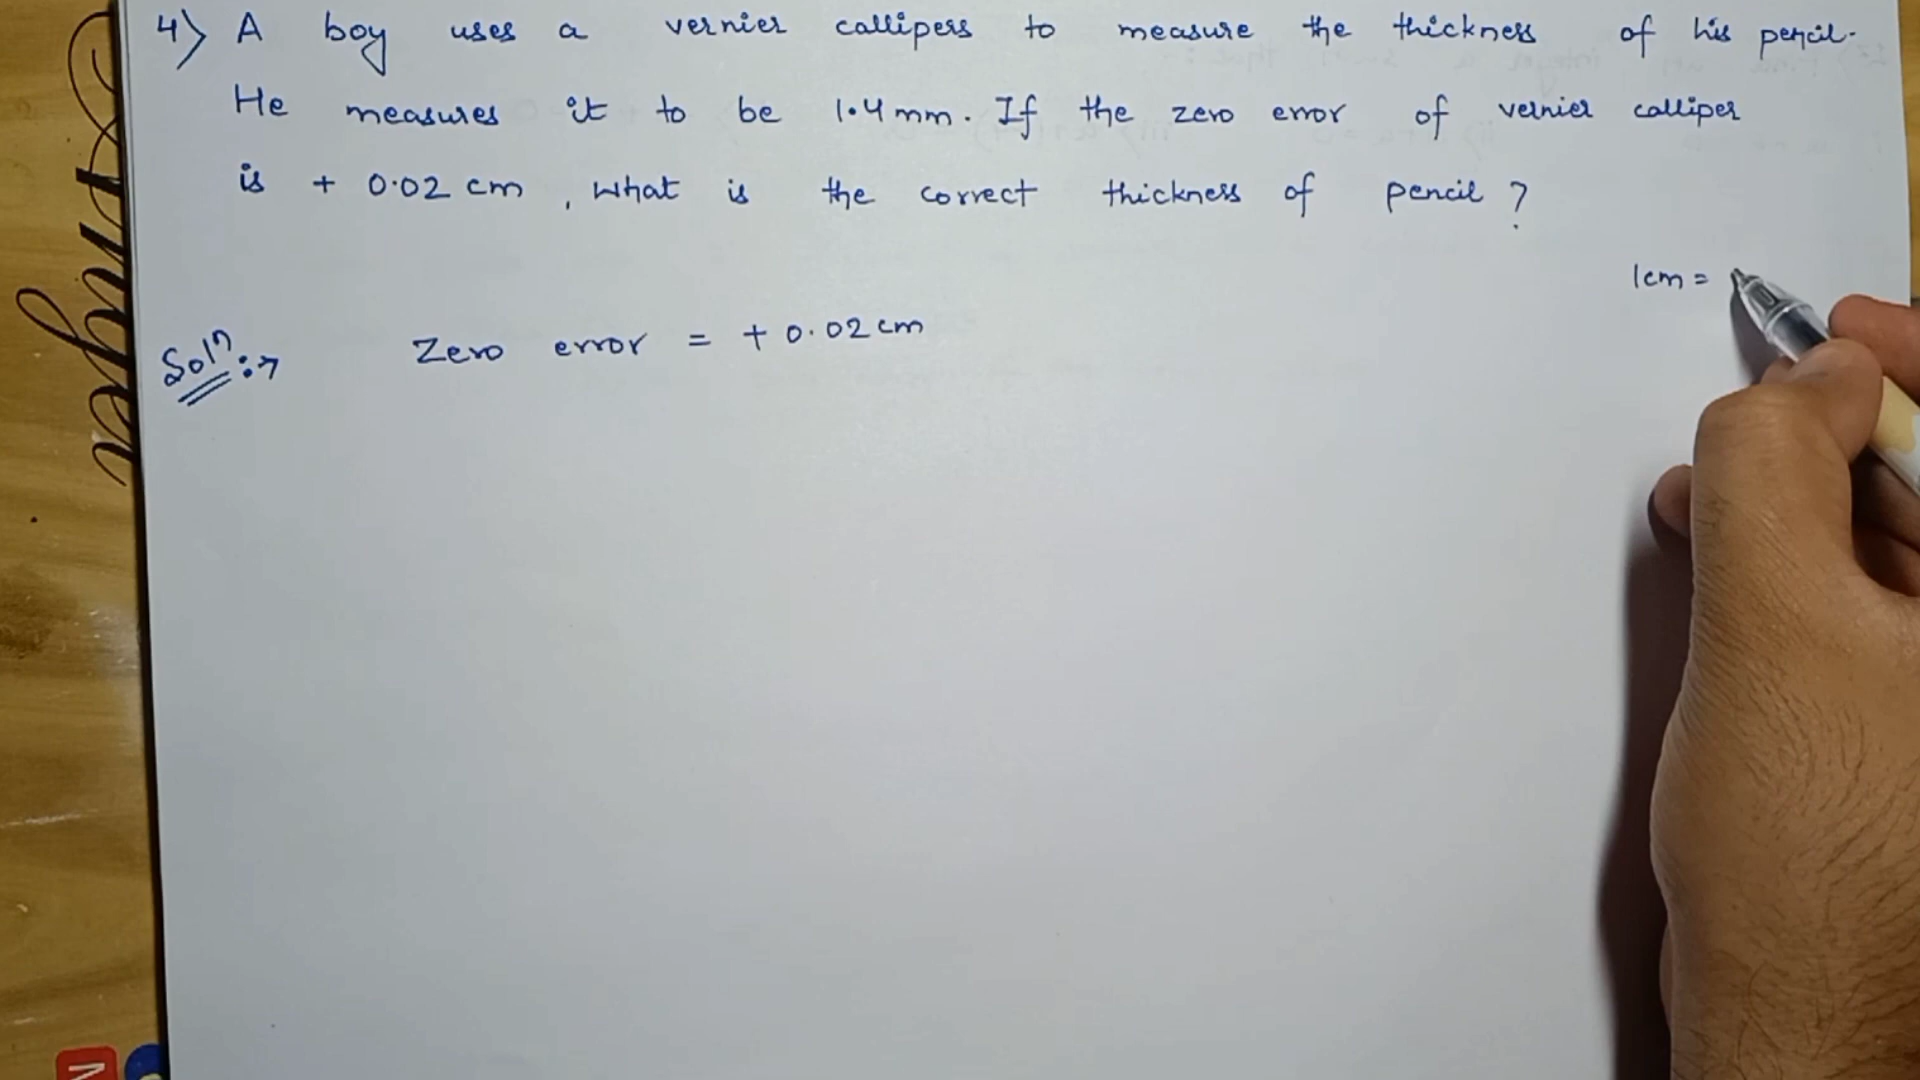 4) A boy uses a vernier callipers to measure the thickness of his pencil.
He measures it to be 1.4 mm. If the zero error of vernier calliper
is + 0.02 cm, what is the correct thickness of pencil ?
1cm =
Soln :→ Zero error = + 0.02 cm